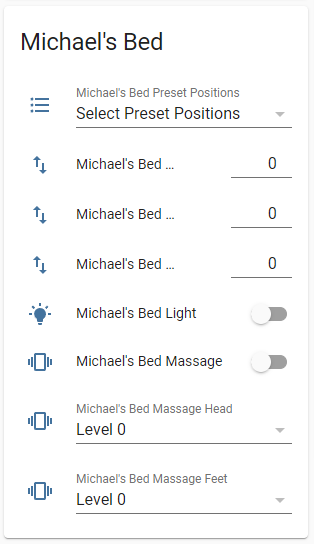 Michael's Bed
Michael's Bed Preset Positions
Select Preset Positions
Michael's Bed ... 0
Michael's Bed ... 0
Michael's Bed ... 0
Michael's Bed Light
Michael's Bed Massage
Michael's Bed Massage Head
Level 0
Michael's Bed Massage Feet
Level 0